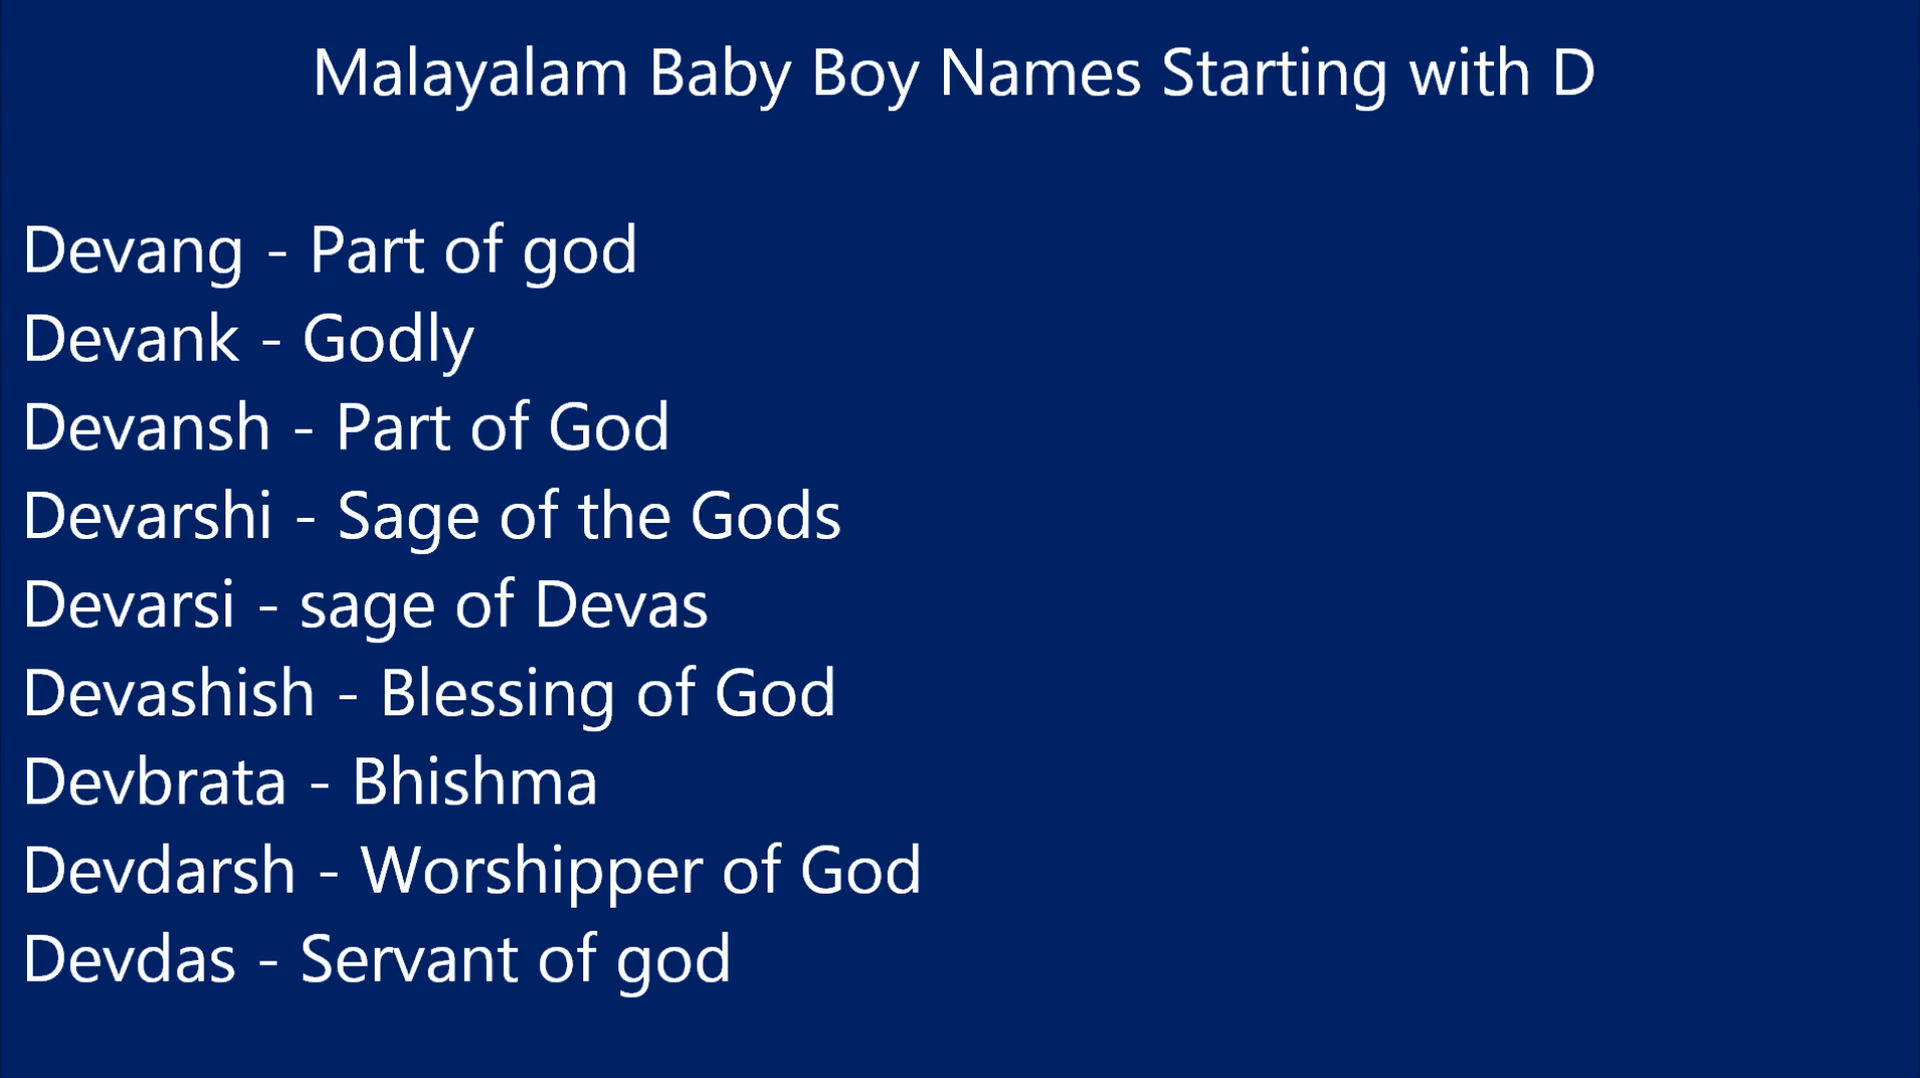 Malayalam Baby Boy Names Starting with D
Devang - Part of god
Devank - Godly
Devansh - Part of God
Devarshi - Sage of the Gods
Devarsi - sage of Devas
Devashish - Blessing of God
Devbrata - Bhishma
Devdarsh - Worshipper of God
Devdas - Servant of god